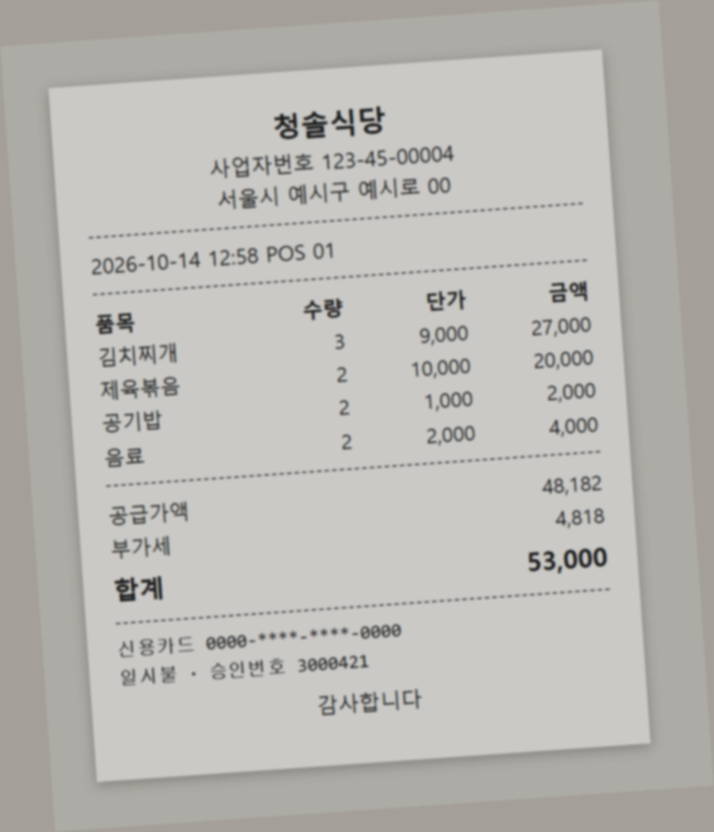 청솔식당
사업자번호 123-45-00004
서울시 예시구 예시로 00
2026-10-14 12:58 POS 01
품목 수량 단가 금액
김치찌개 3 9,000 27,000
제육볶음 2 10,000 20,000
공기밥 2 1,000 2,000
음료 2 2,000 4,000
공급가액 48,182
부가세 4,818
합계 53,000
신용카드 0000-****-****-0000
일시불 · 승인번호 3000421
감사합니다